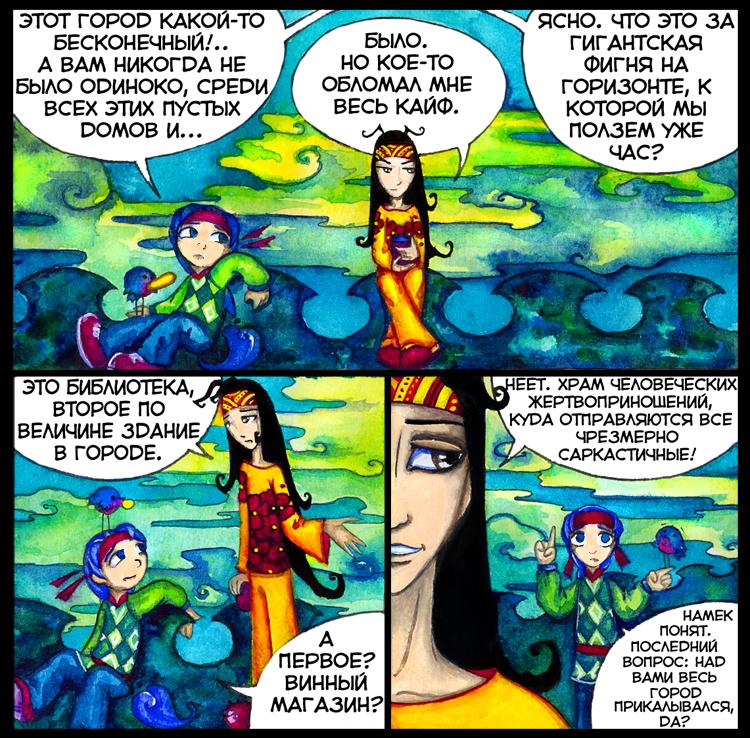 ЭТОТ ГОРОД КАКОЙ-ТО
БЕСКОНЕЧНЫЙ!..
А ВАМ НИКОГДА НЕ
БЫЛО ОДИНОКО, СРЕДИ
ВСЕХ ЭТИХ ПУСТЫХ
ДОМОВ И...
БЫЛО.
НО КОЕ-ТО
ОБЛОМАЛ МНЕ
ВЕСЬ КАЙФ.
ЯСНО. ЧТО ЭТО ЗА
ГИГАНТСКАЯ
ФИГНЯ НА
ГОРИЗОНТЕ, К
КОТОРОЙ МЫ
ПОЛЗЕМ УЖЕ
ЧАС?
ЭТО БИБЛИОТЕКА,
ВТОРОЕ ПО
ВЕЛИЧИНЕ ЗДАНИЕ
В ГОРОДЕ.
А
ПЕРВОЕ?
ВИННЫЙ
МАГАЗИН?
НЕЕТ. ХРАМ ЧЕЛОВЕЧЕСКИХ
ЖЕРТВОПРИНОШЕНИЙ,
КУДА ОТПРАВЛЯЮТСЯ ВСЕ
ЧРЕЗМЕРНО
САРКАСТИЧНЫЕ!
НАМЕК
ПОНЯТ.
ПОСЛЕДНИЙ
ВОПРОС: НАД
ВАМИ ВЕСЬ
ГОРОД
ПРИКАЛЫВАЛСЯ,
ДА?